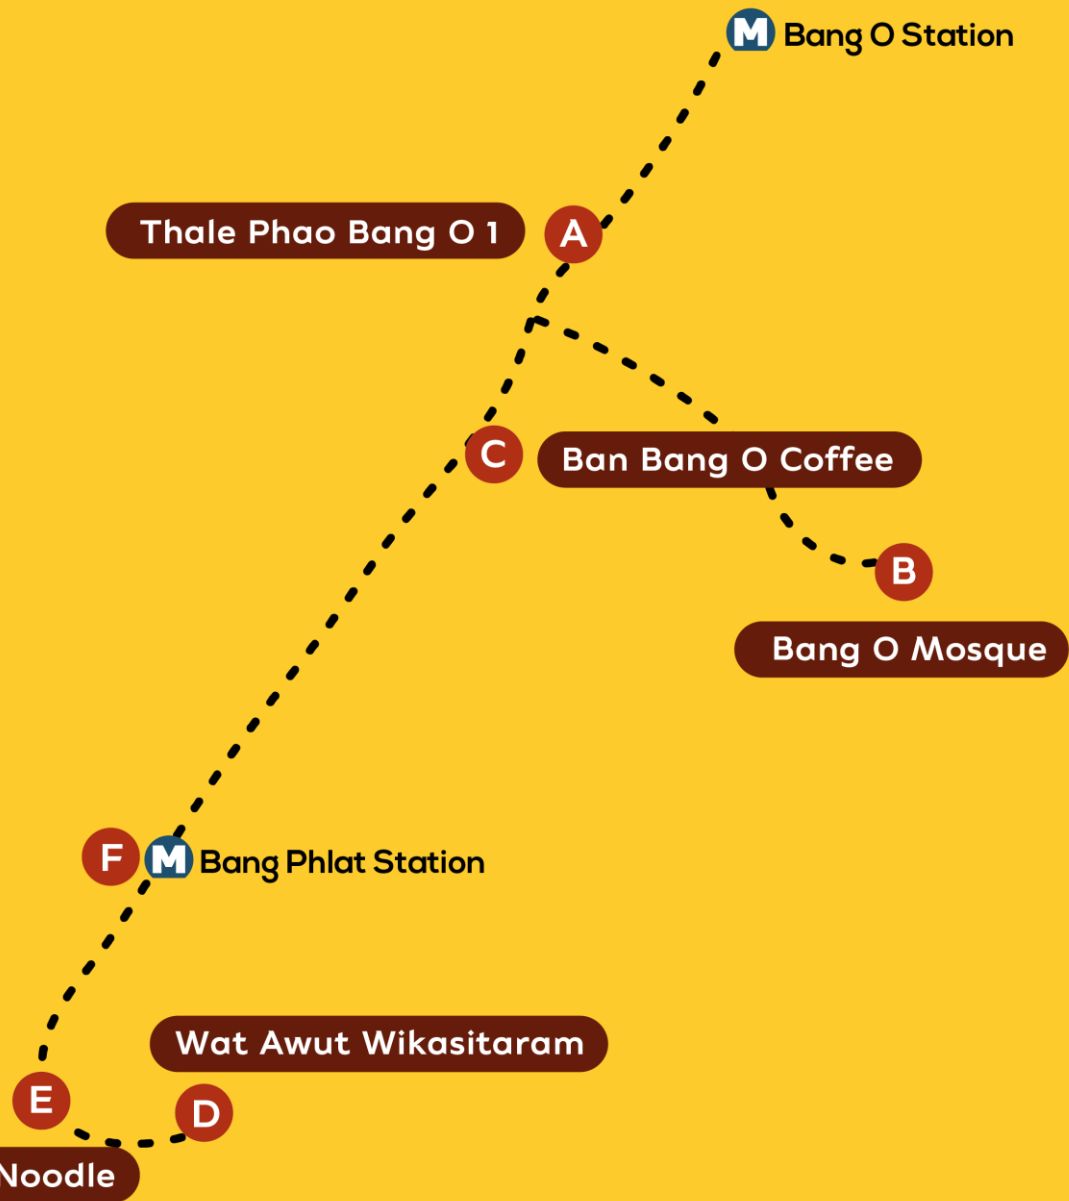 M Bang O Station
Thale Phao Bang O 1
A
C
Ban Bang O Coffee
B
Bang O Mosque
F
M Bang Phlat Station
Wat Awut Wikasitaram
E
D
Noodle